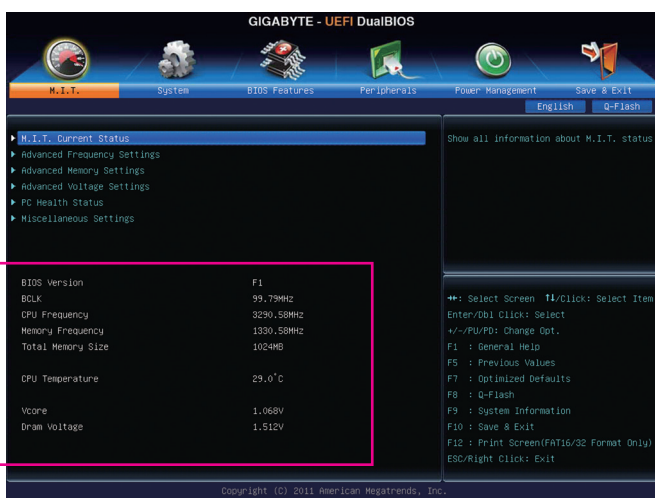 GIGABYTE - UEFI DualBIOS
M.I.T.
System
BIOS Features
Peripherals
Power Management
Save & Exit
English
Q-Flash
M.I.T. Current Status
Advanced Frequency Settings
Advanced Memory Settings
Advanced Voltage Settings
PC Health Status
Miscellaneous Settings
Show all information about M.I.T. status
BIOS Version F1
BCLK 99.79MHz
CPU Frequency 3290.58MHz
Memory Frequency 1330.58MHz
Total Memory Size 1024MB
CPU Temperature 29.0°C
Vcore 1.068V
Dram Voltage 1.512V
→←: Select Screen ↑↓/Click: Select Item
Enter/Dbl Click: Select
+/-/PU/PD: Change Opt.
F1 : General Help
F5 : Previous Values
F7 : Optimized Defaults
F8 : Q-Flash
F9 : System Information
F10 : Save & Exit
F12 : Print Screen(FAT16/32 Format Only)
ESC/Right Click: Exit
Copyright (C) 2011 American Megatrends, Inc.